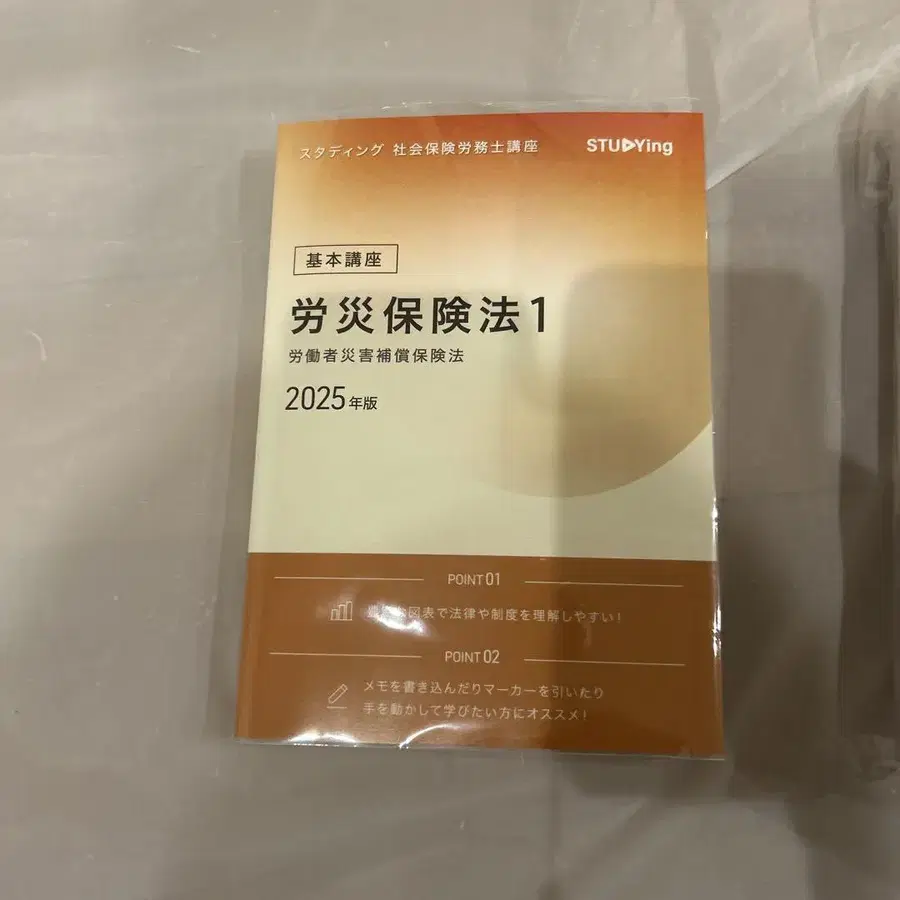 スタディング 社会保険労務士講座
STUDYing
基本講座
労災保険法1
労働者災害補償保険法
2025年版
POINT 01
図表で法律や制度を理解しやすい!
POINT 02
メモを書き込んだりマーカーを引いたり
手を動かして学びたい方にオススメ!